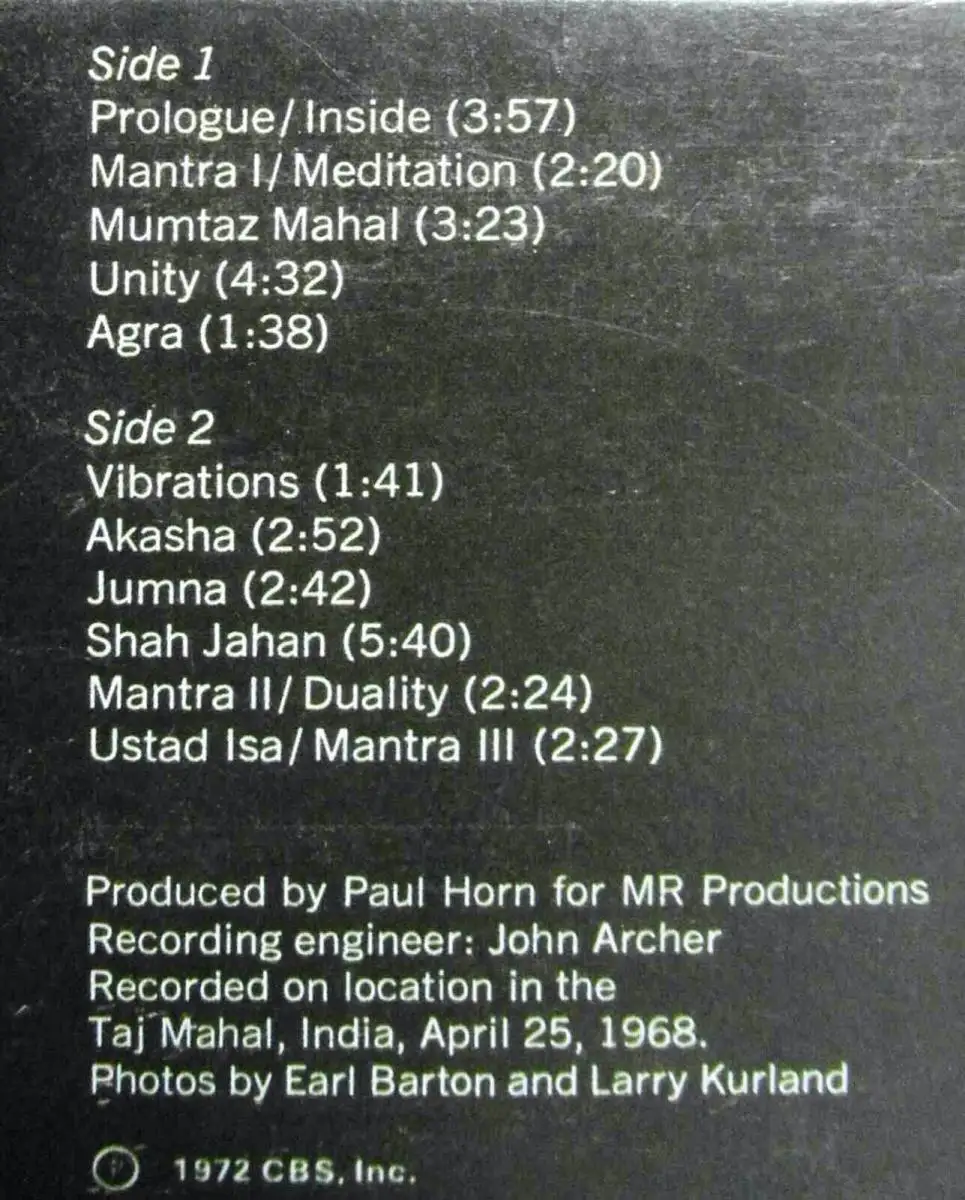 Side 1
Prologue/Inside (3:57)
Mantra I/Meditation (2:20)
Mumtaz Mahal (3:23)
Unity (4:32)
Agra (1:38)
Side 2
Vibrations (1:41)
Akasha (2:52)
Jumna (2:42)
Shah Jahan (5:40)
Mantra II/Duality (2:24)
Ustad Isa/Mantra III (2:27)
Produced by Paul Horn for MR Productions
Recording engineer: John Archer
Recorded on location in the
Taj Mahal, India, April 25, 1968.
Photos by Earl Barton and Larry Kurland
℗ 1972 CBS, Inc.